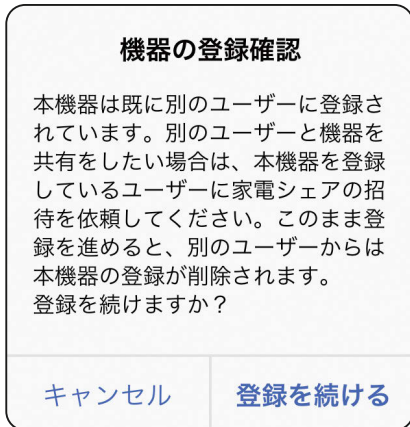 機器の登録確認
本機器は既に別のユーザーに登録さ
れています。別のユーザーと機器を
共有をしたい場合は、本機器を登録
しているユーザーに家電シェアの招
待を依頼してください。このまま登
録を進めると、別のユーザーからは
本機器の登録が削除されます。
登録を続けますか？
キャンセル
登録を続ける